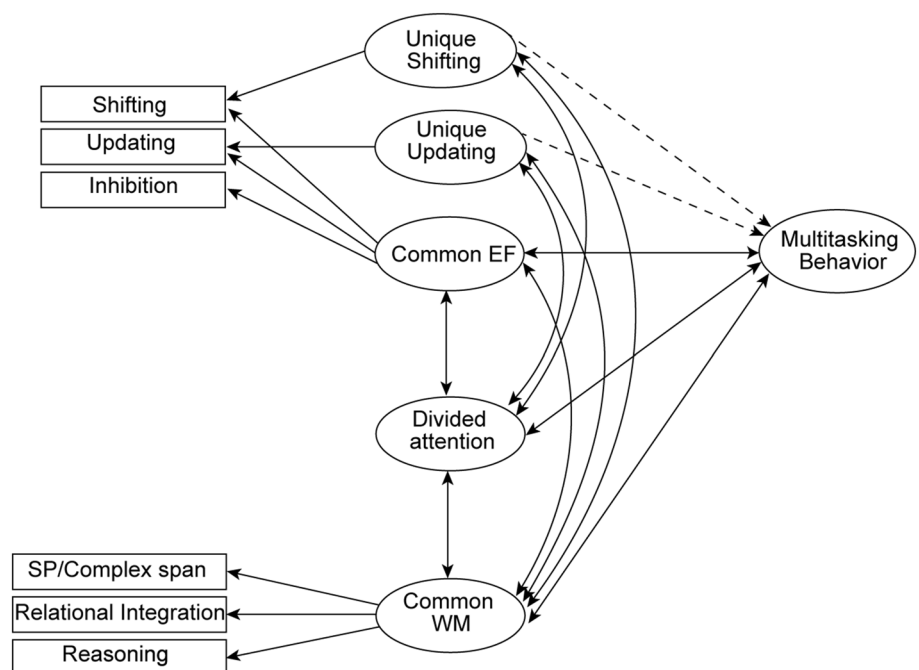 Unique
Shifting
Shifting
Updating
Inhibition
Unique
Updating
Common EF
Multitasking
Behavior
Divided
attention
SP/Complex span
Relational Integration
Reasoning
Common
WM